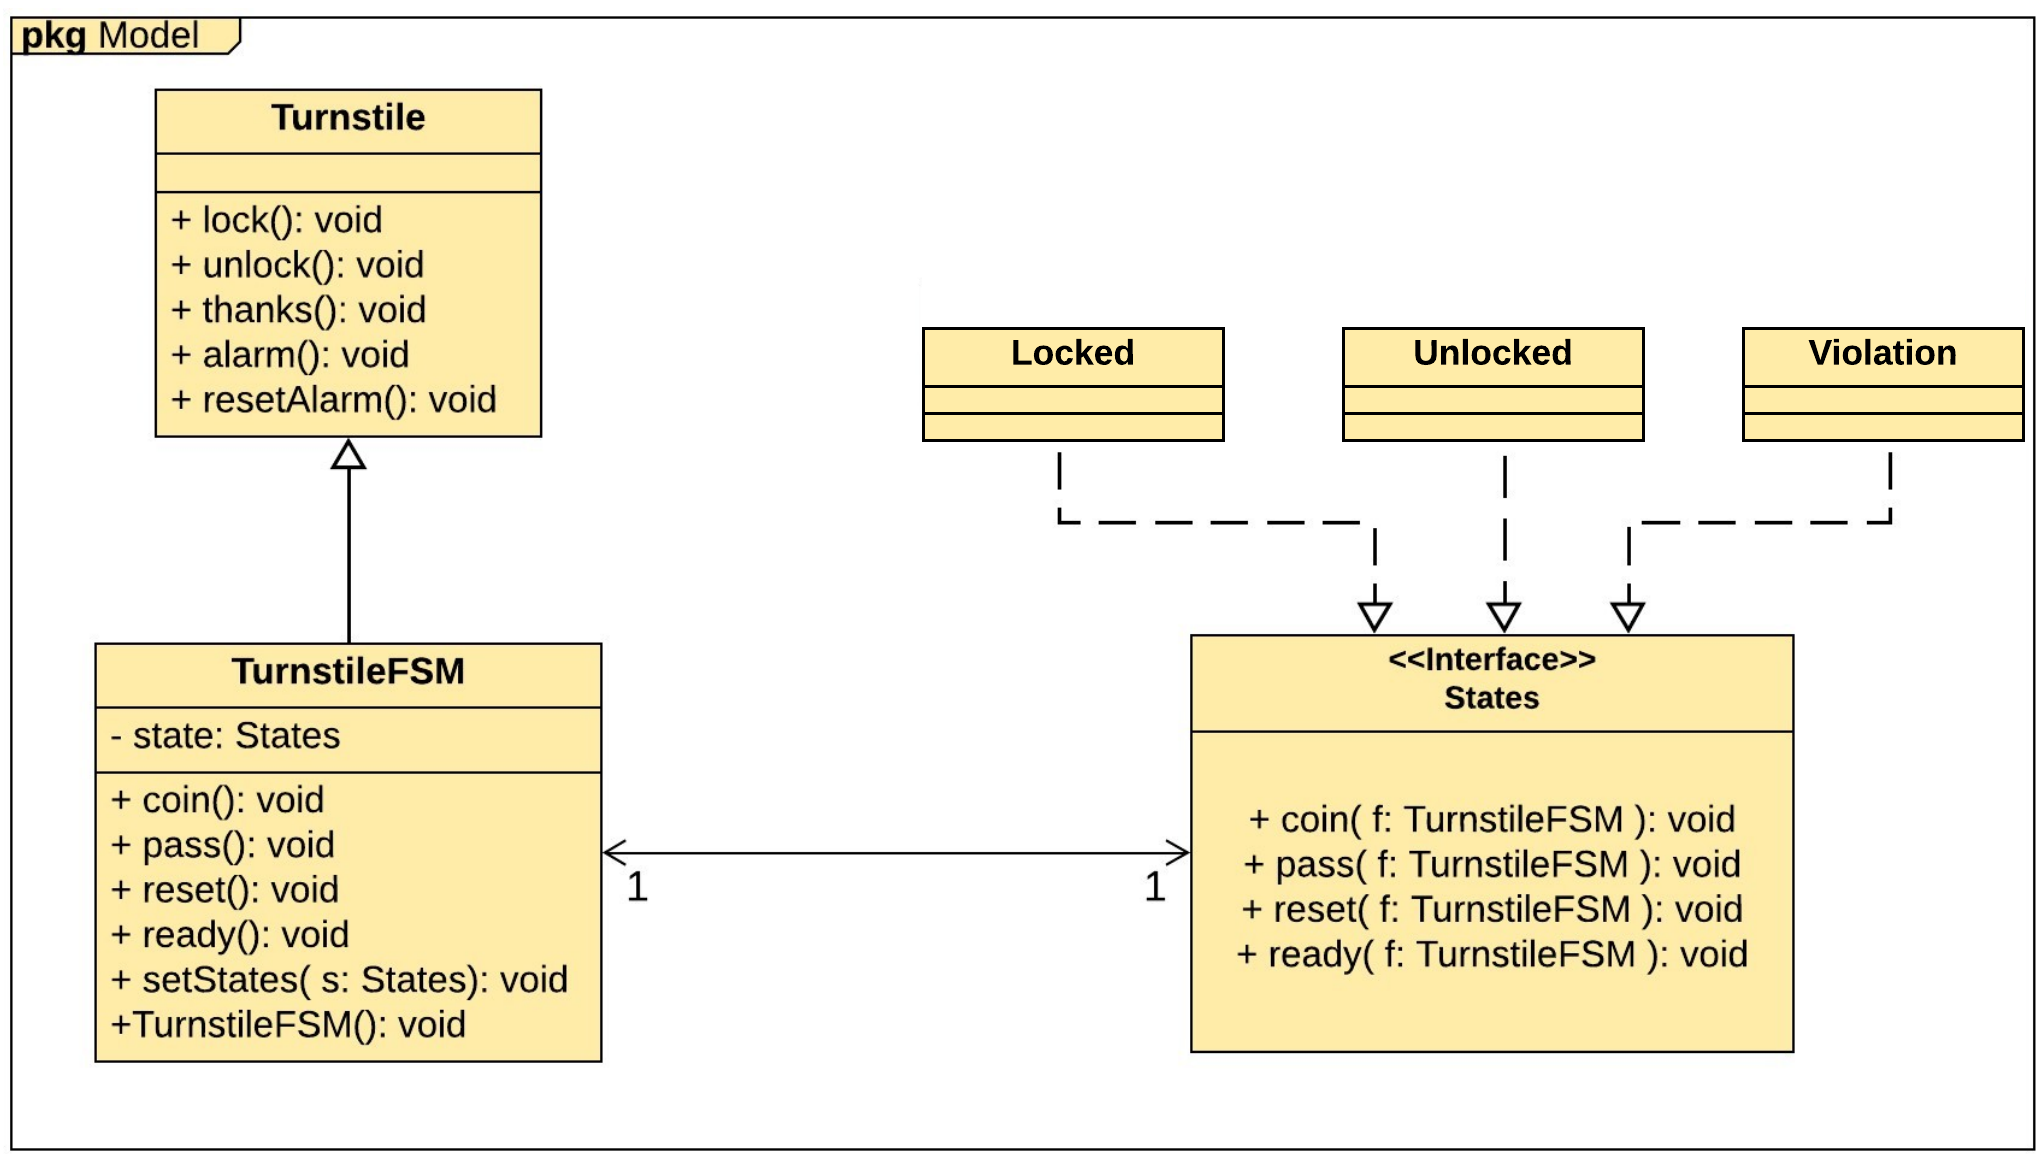 pkg Model
Turnstile
+ lock(): void
+ unlock(): void
+ thanks(): void
+ alarm(): void
+ resetAlarm(): void
Locked
Unlocked
Violation
TurnstileFSM
- state: States
+ coin(): void
+ pass(): void
+ reset(): void
+ ready(): void
+ setStates( s: States): void
+TurnstileFSM(): void
1
1
<<Interface>>
States
+ coin( f: TurnstileFSM ): void
+ pass( f: TurnstileFSM ): void
+ reset( f: TurnstileFSM ): void
+ ready( f: TurnstileFSM ): void